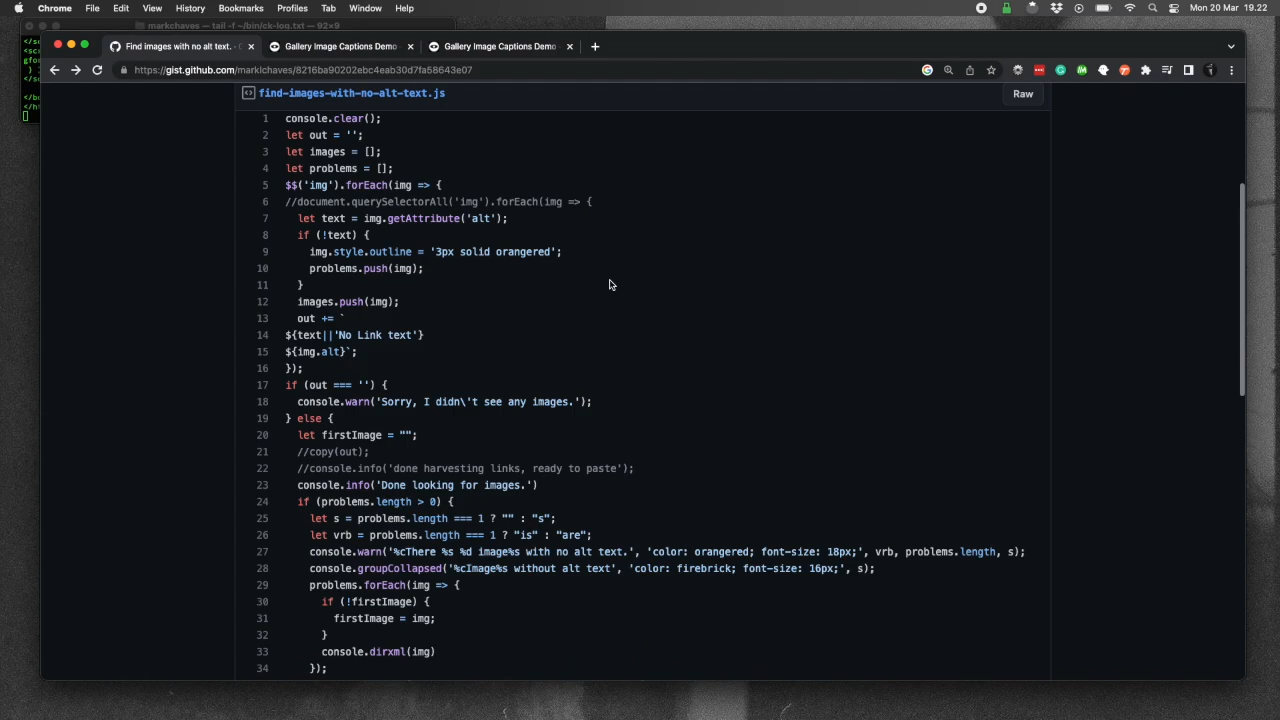 Chrome File Edit View History Bookmarks Profiles Tab Window Help Mon 20 Mar 19.22
markchaves — tail -f ~/bin/ck-log.txt — 92×9
Find images with no alt text. · Gallery Image Captions Demo Gallery Image Captions Demo
https://gist.github.com/markichaves/8216ba90202ebc4eab30d7fa58643e07
find-images-with-no-alt-text.js Raw
1 console.clear();
2 let out = '';
3 let images = [];
4 let problems = [];
5 $$('img').forEach(img => {
6 //document.querySelectorAll('img').forEach(img => {
7 let text = img.getAttribute('alt');
8 if (!text) {
9 img.style.outline = '3px solid orangered';
10 problems.push(img);
11 }
12 images.push(img);
13 out += `
14 ${text||'No Link text'}
15 ${img.alt}`;
16 });
17 if (out === '') {
18 console.warn('Sorry, I didn\'t see any images.');
19 } else {
20 let firstImage = "";
21 //copy(out);
22 //console.info('done harvesting links, ready to paste');
23 console.info('Done looking for images.')
24 if (problems.length > 0) {
25 let s = problems.length === 1 ? "" : "s";
26 let vrb = problems.length === 1 ? "is" : "are";
27 console.warn('%cThere %s %d image%s with no alt text.', 'color: orangered; font-size: 18px;', vrb, problems.length, s);
28 console.groupCollapsed('%cImage%s without alt text', 'color: firebrick; font-size: 16px;', s);
29 problems.forEach(img => {
30 if (!firstImage) {
31 firstImage = img;
32 }
33 console.dirxml(img)
34 });